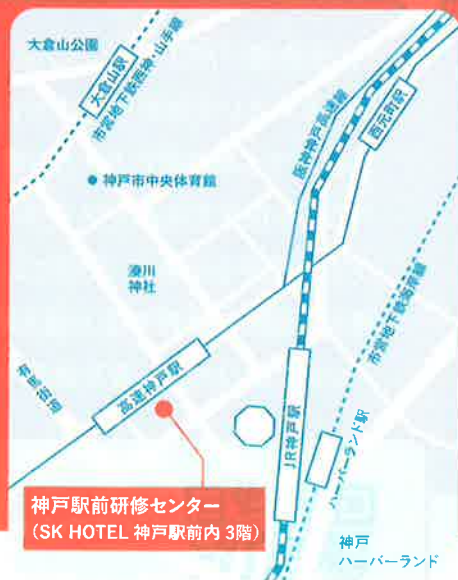 大倉山公園
大倉山駅
市営地下鉄西神・山手線
神戸市中央体育館
阪神神戸高速線
西元町駅
湊川
神社
市営地下鉄海岸線
有馬街道
高速神戸駅
JR神戸駅
ハーバーランド駅
神戸駅前研修センター
(SK HOTEL 神戸駅前内 3階)
神戸
ハーバーランド